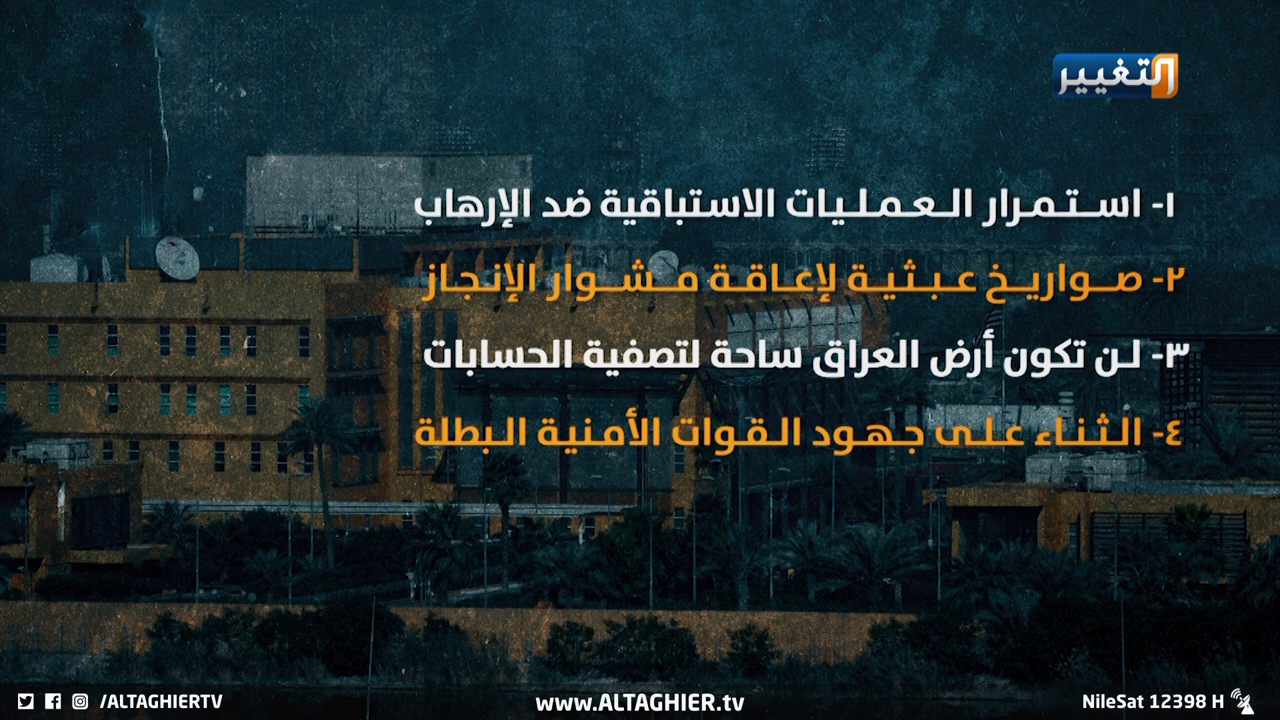 التغيير
١- استمرار العمليات الاستباقية ضد الإرهاب
٢- صواريخ عبثية لإعاقة مشوار الإنجاز
٣- لن تكون أرض العراق ساحة لتصفية الحسابات
٤- الثناء على جهود القوات الأمنية البطلة
/ALTAGHIERTV
www.ALTAGHIER.tv
NileSat 12398 H